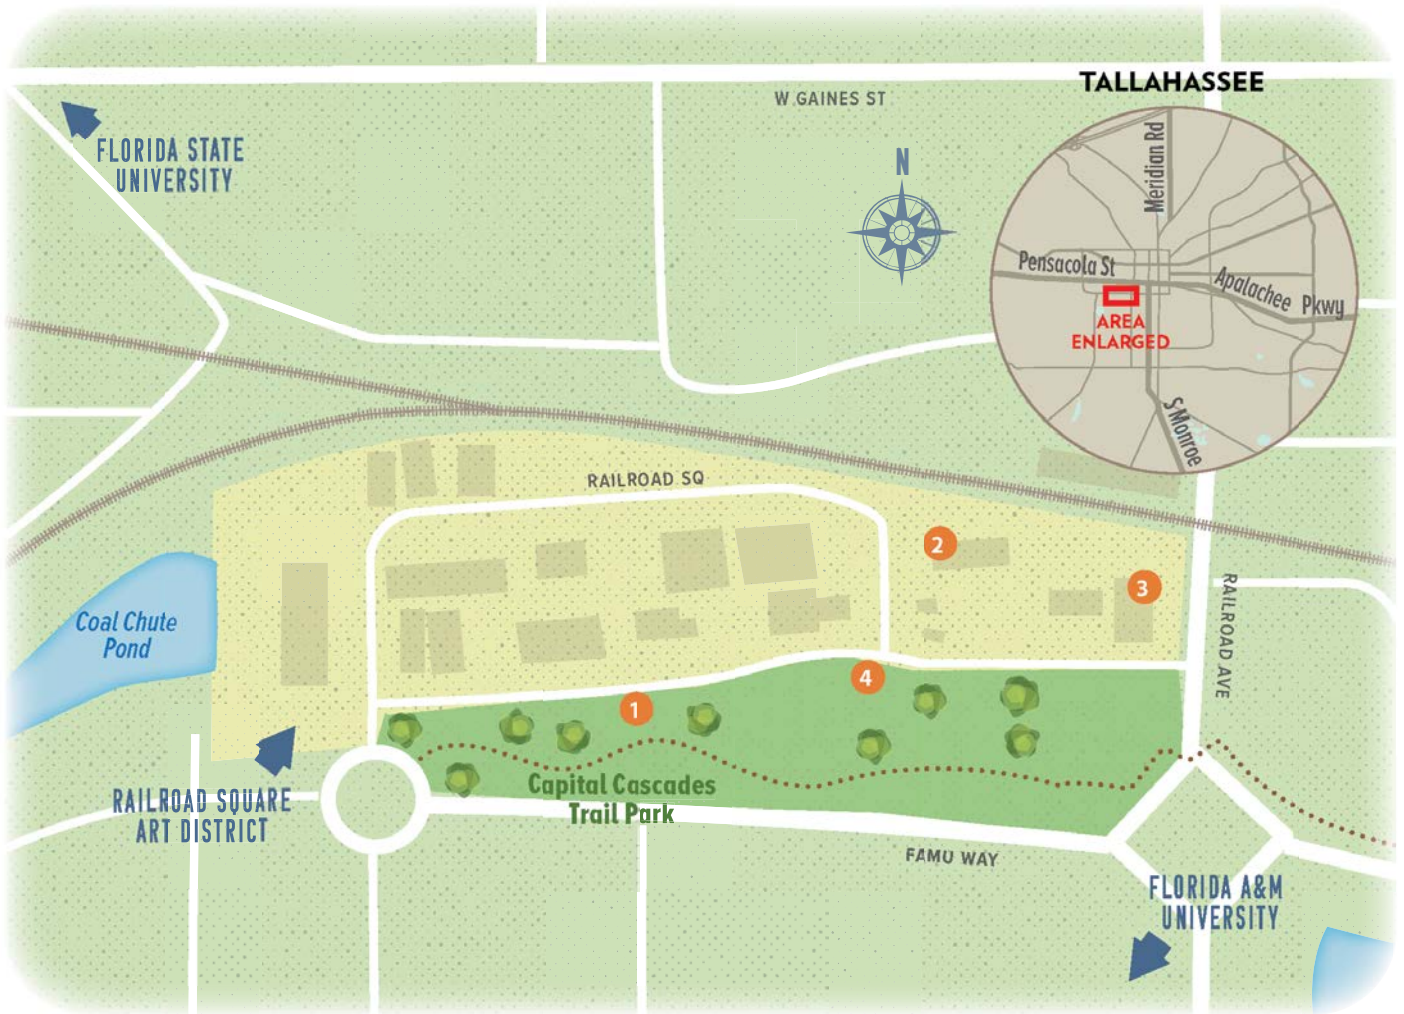 TALLAHASSEE
W GAINES ST
FLORIDA STATE
UNIVERSITY
N
Meridian Rd
Pensacola St
Apalachee Pkwy
AREA
ENLARGED
S Monroe
RAILROAD SQ
2
3
RAILROAD AVE
Coal Chute
Pond
4
1
Capital Cascades
Trail Park
RAILROAD SQUARE
ART DISTRICT
FAMU WAY
FLORIDA A&M
UNIVERSITY